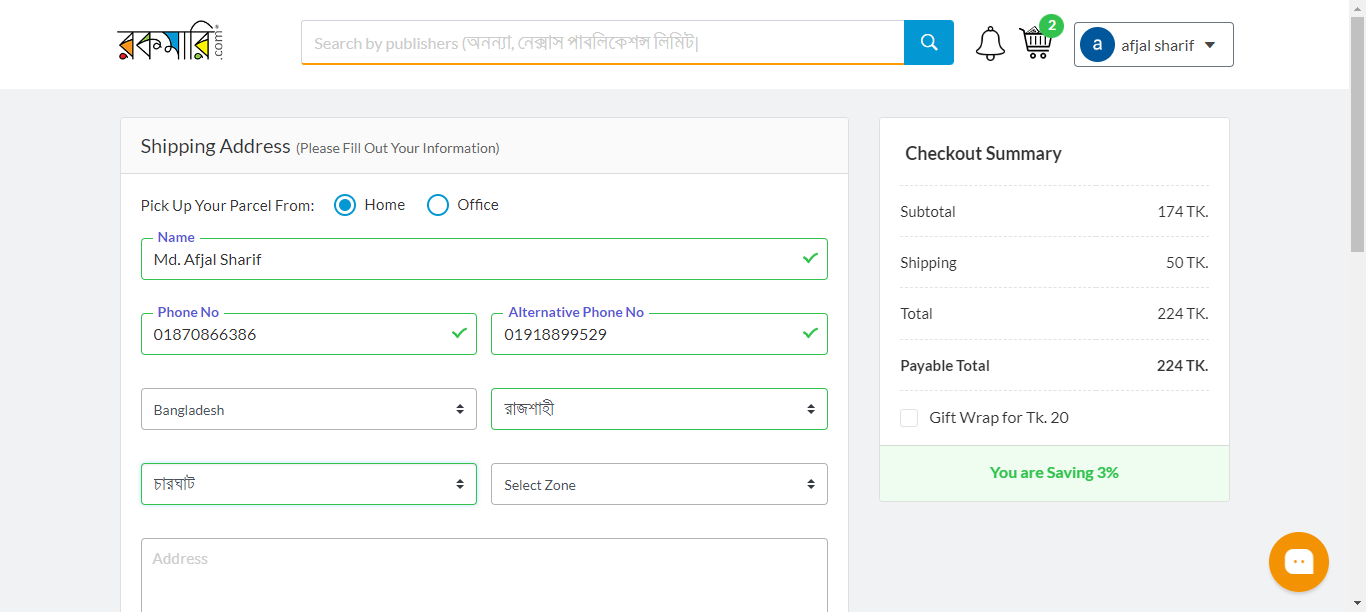 রকমারি.com
Search by publishers (অনন্যা, নেক্সাস পাবলিকেশন্স লিমিট|
2
a afjal sharif
Shipping Address (Please Fill Out Your Information)
Pick Up Your Parcel From: Home Office
Name
Md. Afjal Sharif
Phone No Alternative Phone No
01870866386 01918899529
Bangladesh রাজশাহী
চারঘাট Select Zone
Address
Checkout Summary
Subtotal 174 TK.
Shipping 50 TK.
Total 224 TK.
Payable Total 224 TK.
Gift Wrap for Tk. 20
You are Saving 3%